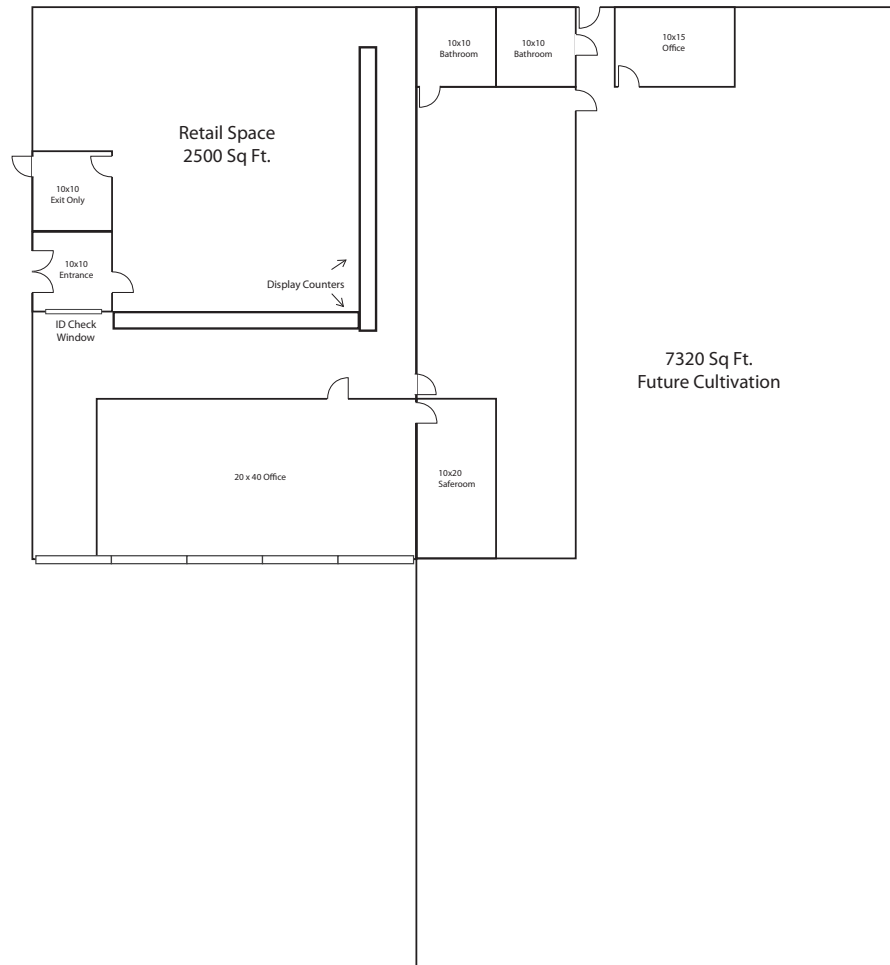 10x10
Bathroom
10x10
Bathroom
10x15
Office
Retail Space
2500 Sq Ft.
10x10
Exit Only
10x10
Entrance
Display Counters
ID Check
Window
7320 Sq Ft.
Future Cultivation
20 x 40 Office
10x20
Saferoom